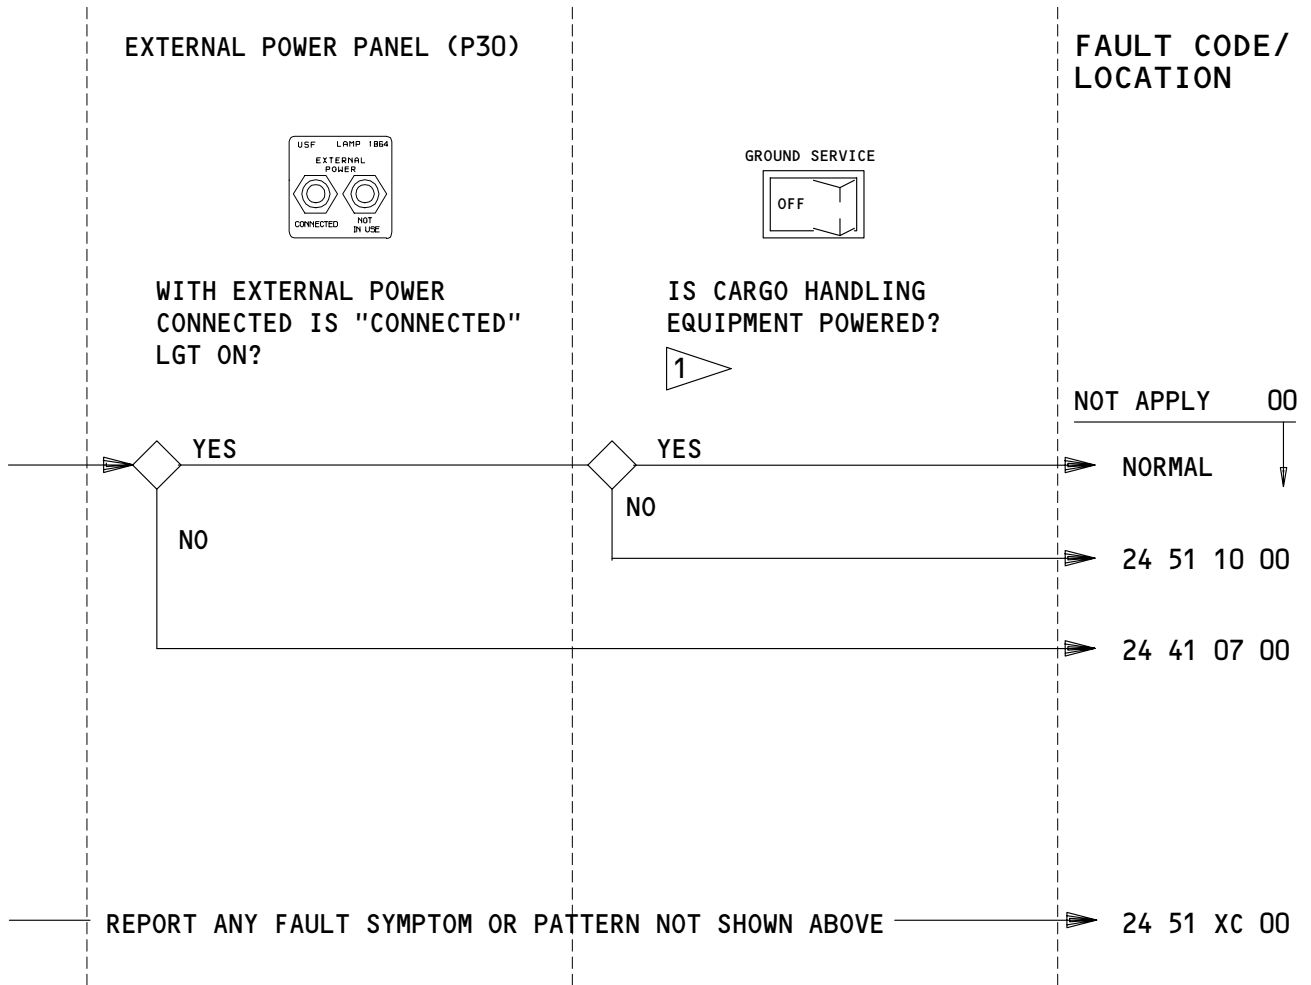 EXTERNAL POWER PANEL (P30)
FAULT CODE/
LOCATION
USF LAMP 1864
EXTERNAL
POWER
CONNECTED
NOT
IN USE
GROUND SERVICE
OFF
WITH EXTERNAL POWER
CONNECTED IS "CONNECTED"
LGT ON?
IS CARGO HANDLING
EQUIPMENT POWERED?
1
NOT APPLY 00
YES
YES
NORMAL
NO
NO
24 51 10 00
24 41 07 00
REPORT ANY FAULT SYMPTOM OR PATTERN NOT SHOWN ABOVE
24 51 XC 00